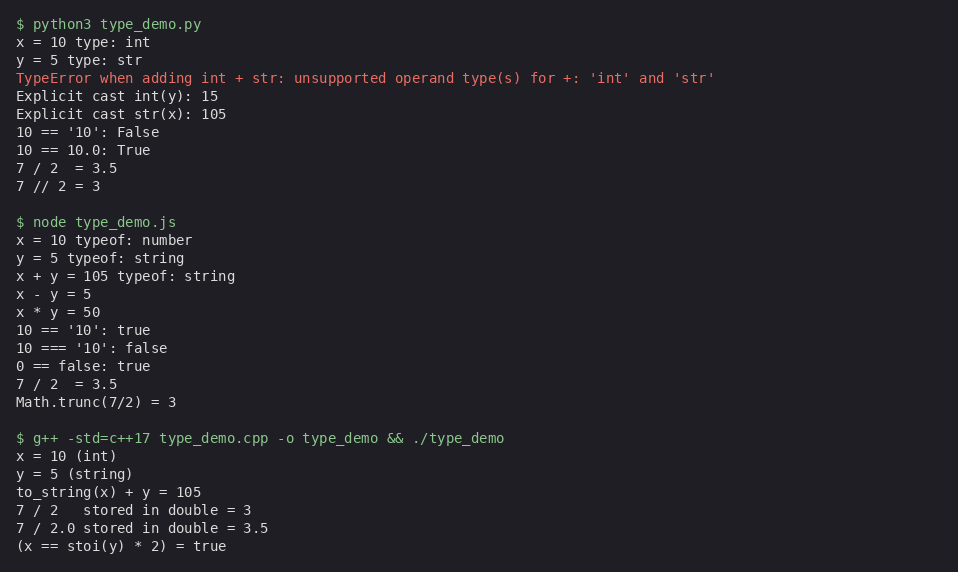 $ python3 type_demo.py
x = 10 type: int
y = 5 type: str
TypeError when adding int + str: unsupported operand type(s) for +: 'int' and 'str'
Explicit cast int(y): 15
Explicit cast str(x): 105
10 == '10': False
10 == 10.0: True
7 / 2  = 3.5
7 // 2 = 3

$ node type_demo.js
x = 10 typeof: number
y = 5 typeof: string
x + y = 105 typeof: string
x - y = 5
x * y = 50
10 == '10': true
10 === '10': false
0 == false: true
7 / 2  = 3.5
Math.trunc(7/2) = 3

$ g++ -std=c++17 type_demo.cpp -o type_demo && ./type_demo
x = 10 (int)
y = 5 (string)
to_string(x) + y = 105
7 / 2   stored in double = 3
7 / 2.0 stored in double = 3.5
(x == stoi(y) * 2) = true